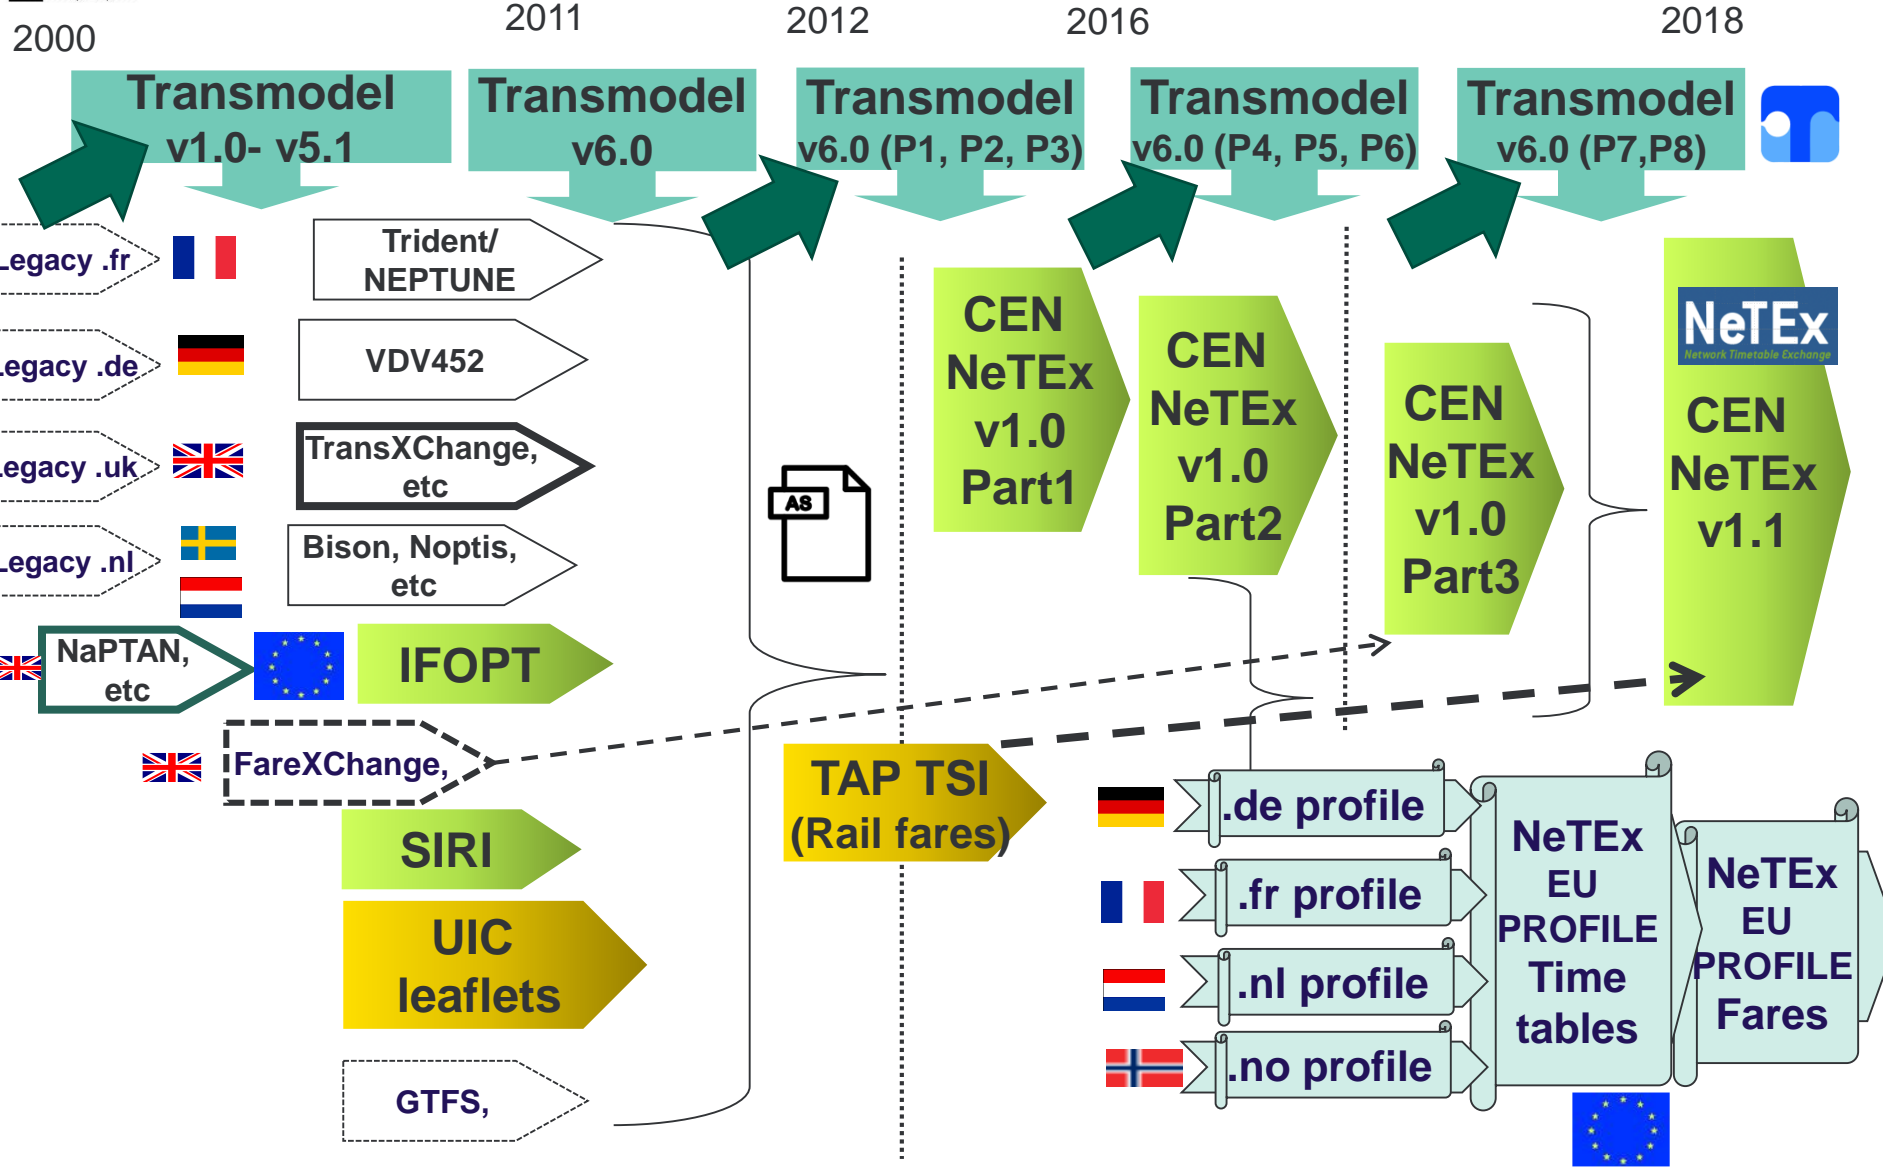 2000
2011
2012
2016
2018
Transmodel
v1.0- v5.1
Transmodel
v6.0
Transmodel
v6.0 (P1, P2, P3)
Transmodel
v6.0 (P4, P5, P6)
Transmodel
v6.0 (P7,P8)
Legacy .fr
Trident/
NEPTUNE
Legacy .de
VDV452
Legacy .uk
TransXChange,
etc
Legacy .nl
Bison, Noptis,
etc
NaPTAN,
etc
IFOPT
FareXChange,
SIRI
UIC
leaflets
GTFS,
AS
CEN
NeTEx
v1.0
Part1
CEN
NeTEx
v1.0
Part2
CEN
NeTEx
v1.0
Part3
NeTEx
Network Timetable Exchange
CEN
NeTEx
v1.1
TAP TSI
(Rail fares)
.de profile
.fr profile
.nl profile
.no profile
NeTEx
EU
PROFILE
Time
tables
NeTEx
EU
PROFILE
Fares